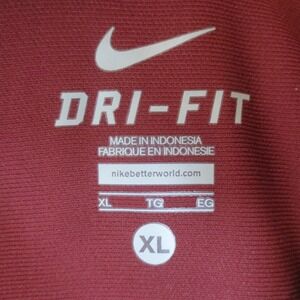 DRI-FIT
MADE IN INDONESIA
FABRIQUE EN INDONESIE
nikebetterworld.com
XL TG EG
XL